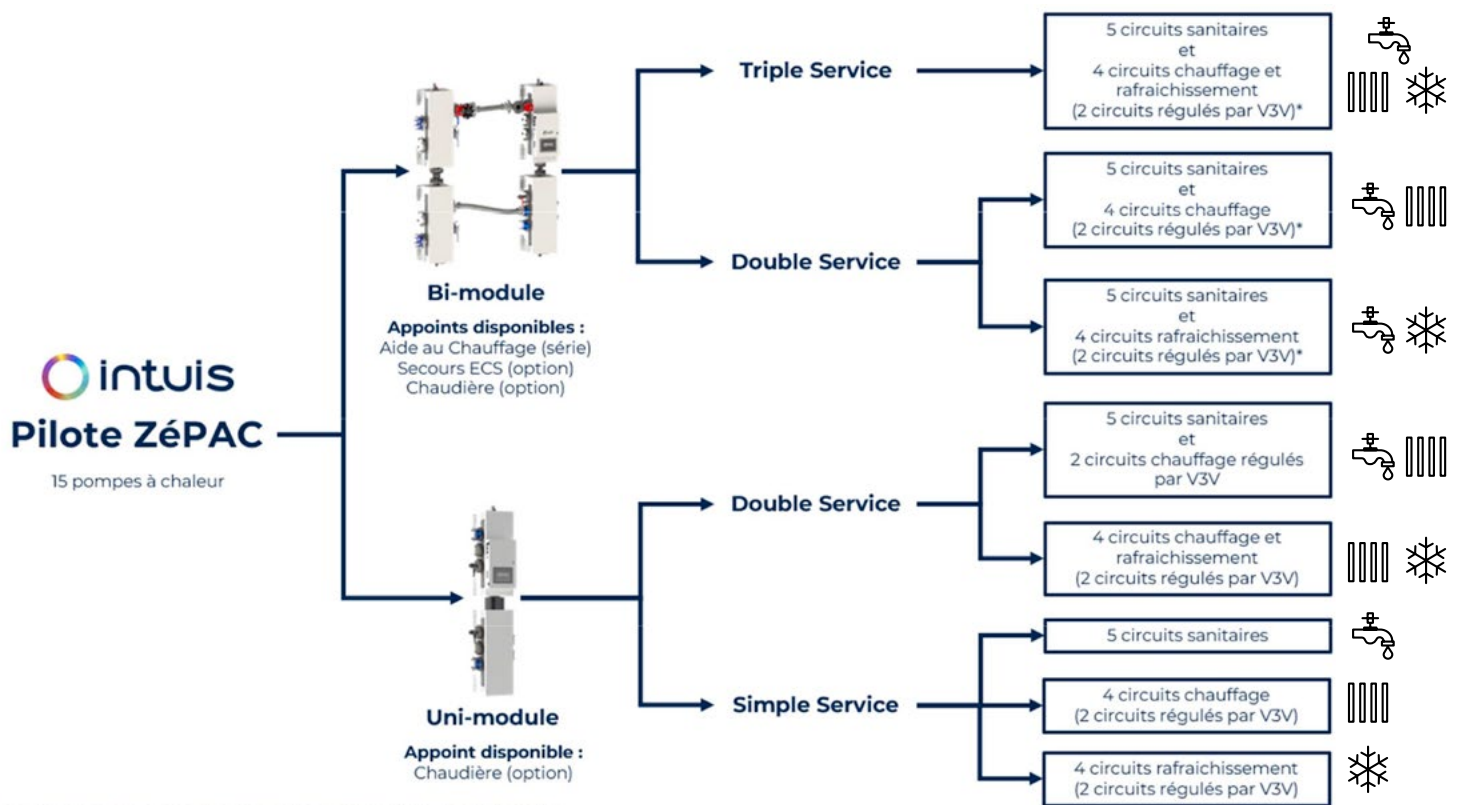 intuis
Pilote ZéPAC
15 pompes à chaleur
Bi-module
Appoints disponibles :
Aide au Chauffage (série)
Secours ECS (option)
Chaudière (option)
Triple Service
5 circuits sanitaires
et
4 circuits chauffage et
rafraichissement
(2 circuits régulés par V3V)*
Double Service
5 circuits sanitaires
et
4 circuits chauffage
(2 circuits régulés par V3V)*
5 circuits sanitaires
et
4 circuits rafraichissement
(2 circuits régulés par V3V)*
Uni-module
Appoint disponible :
Chaudière (option)
Double Service
5 circuits sanitaires
et
2 circuits chauffage régulés
par V3V
4 circuits chauffage et
rafraichissement
(2 circuits régulés par V3V)
Simple Service
5 circuits sanitaires
4 circuits chauffage
(2 circuits régulés par V3V)
4 circuits rafraichissement
(2 circuits régulés par V3V)